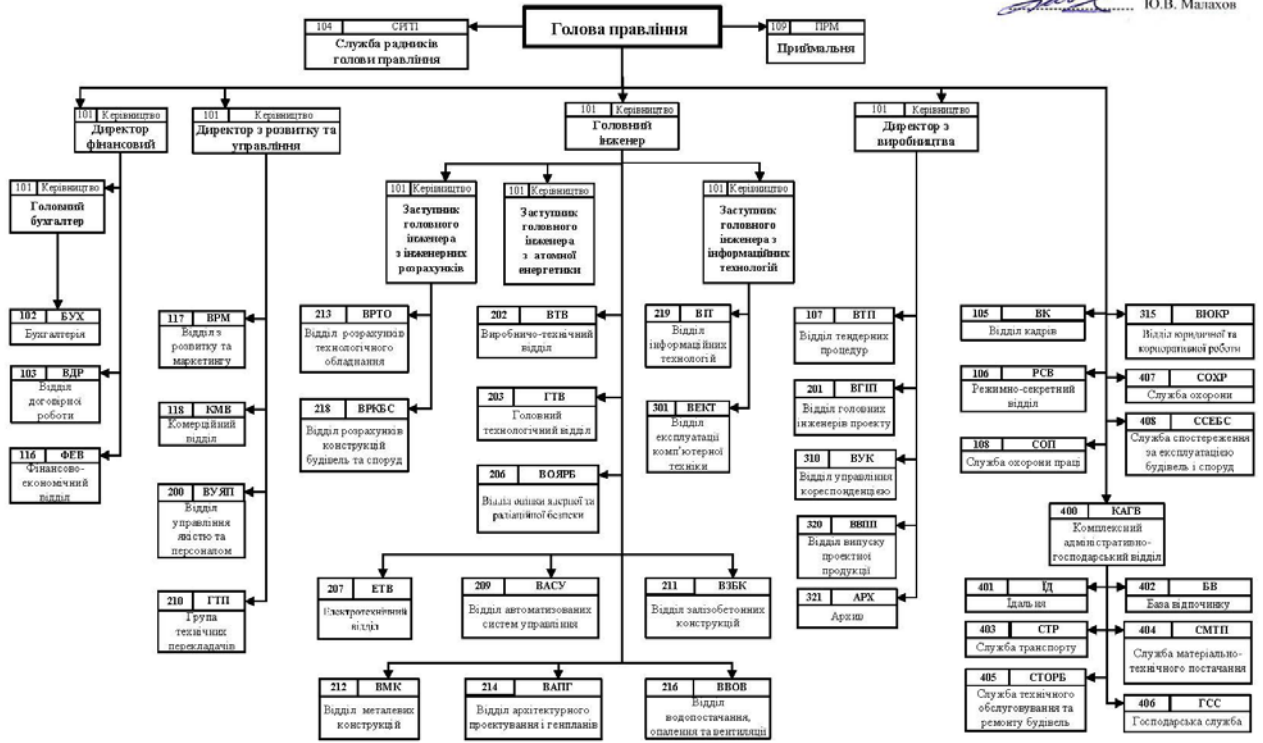 Ю.В. Малахов
Голова правління
104 СРГП
Служба радників
голови правління
109 ПРМ
Приймальня
101 Керівництво
Директор
фінансовий
101 Керівництво
Директор з розвитку та
управління
101 Керівництво
Головний
інженер
101 Керівництво
Директор з
виробництва
101 Керівництво
Головний
бухгалтер
101 Керівництво
Заступник
головного
інженера
з інженерних
розрахунків
101 Керівництво
Заступник
головного
інженера
з атомної
енергетики
101 Керівництво
Заступник
головного
інженера з
інформаційних
технологій
102 БУХ
Бухгалтерія
103 ВДР
Відділ
договірної
роботи
116 ФЕВ
Фінансово-
економічний
відділ
117 ВРМ
Відділ з
розвитку та
маркетингу
118 КМВ
Комерційний
відділ
200 ВУЯП
Відділ
управління
якістю та
персоналом
210 ГТП
Група
технічних
перекладачів
213 ВРТО
Відділ розрахунків
технологічного
обладнання
218 ВРКБС
Відділ розрахунків
конструкцій
будівель та споруд
202 ВТВ
Виробничо-технічний
відділ
203 ГТВ
Головний
технологічний відділ
206 ВОЯРБ
Відділ оцінки ядерної та
радіаційної безпеки
219 ВІТ
Відділ
інформаційних
технологій
301 ВЕКТ
Відділ
експлуатації
комп'ютерної
техніки
207 ЕТВ
Електротехнічний
відділ
209 ВАСУ
Відділ автоматизованих
систем управління
211 ВЗБК
Відділ залізобетонних
конструкцій
212 ВМК
Відділ металевих
конструкцій
214 ВАПГ
Відділ архітектурного
проектування і генпланів
216 ВВОВ
Відділ
водопостачання,
опалення та вентиляції
107 ВТП
Відділ тендерних
процедур
201 ВГІП
Відділ головних
інженерів проекту
310 ВУК
Відділ управління
кореспонденцією
320 ВВПП
Відділ випуску
проектної
продукції
321 АРХ
Архив
105 ВК
Відділ кадрів
106 РСВ
Режимно-секретний
відділ
108 СОП
Служба охорони праці
315 ВЮКР
Відділ юридичної та
корпоративної роботи
407 СОХР
Служба охорони
408 ССЕБС
Служба спостереження
за експлуатацією
будівель і споруд
400 КАГВ
Комплексний
адміністративно-
господарський відділ
401 ЇД
Їдальня
402 БВ
База відпочинку
403 СТР
Служба транспорту
404 СМТП
Служба матеріально-
технічного постачання
405 СТОРБ
Служба технічного
обслуговування та
ремонту будівель
406 ГСС
Господарська служба